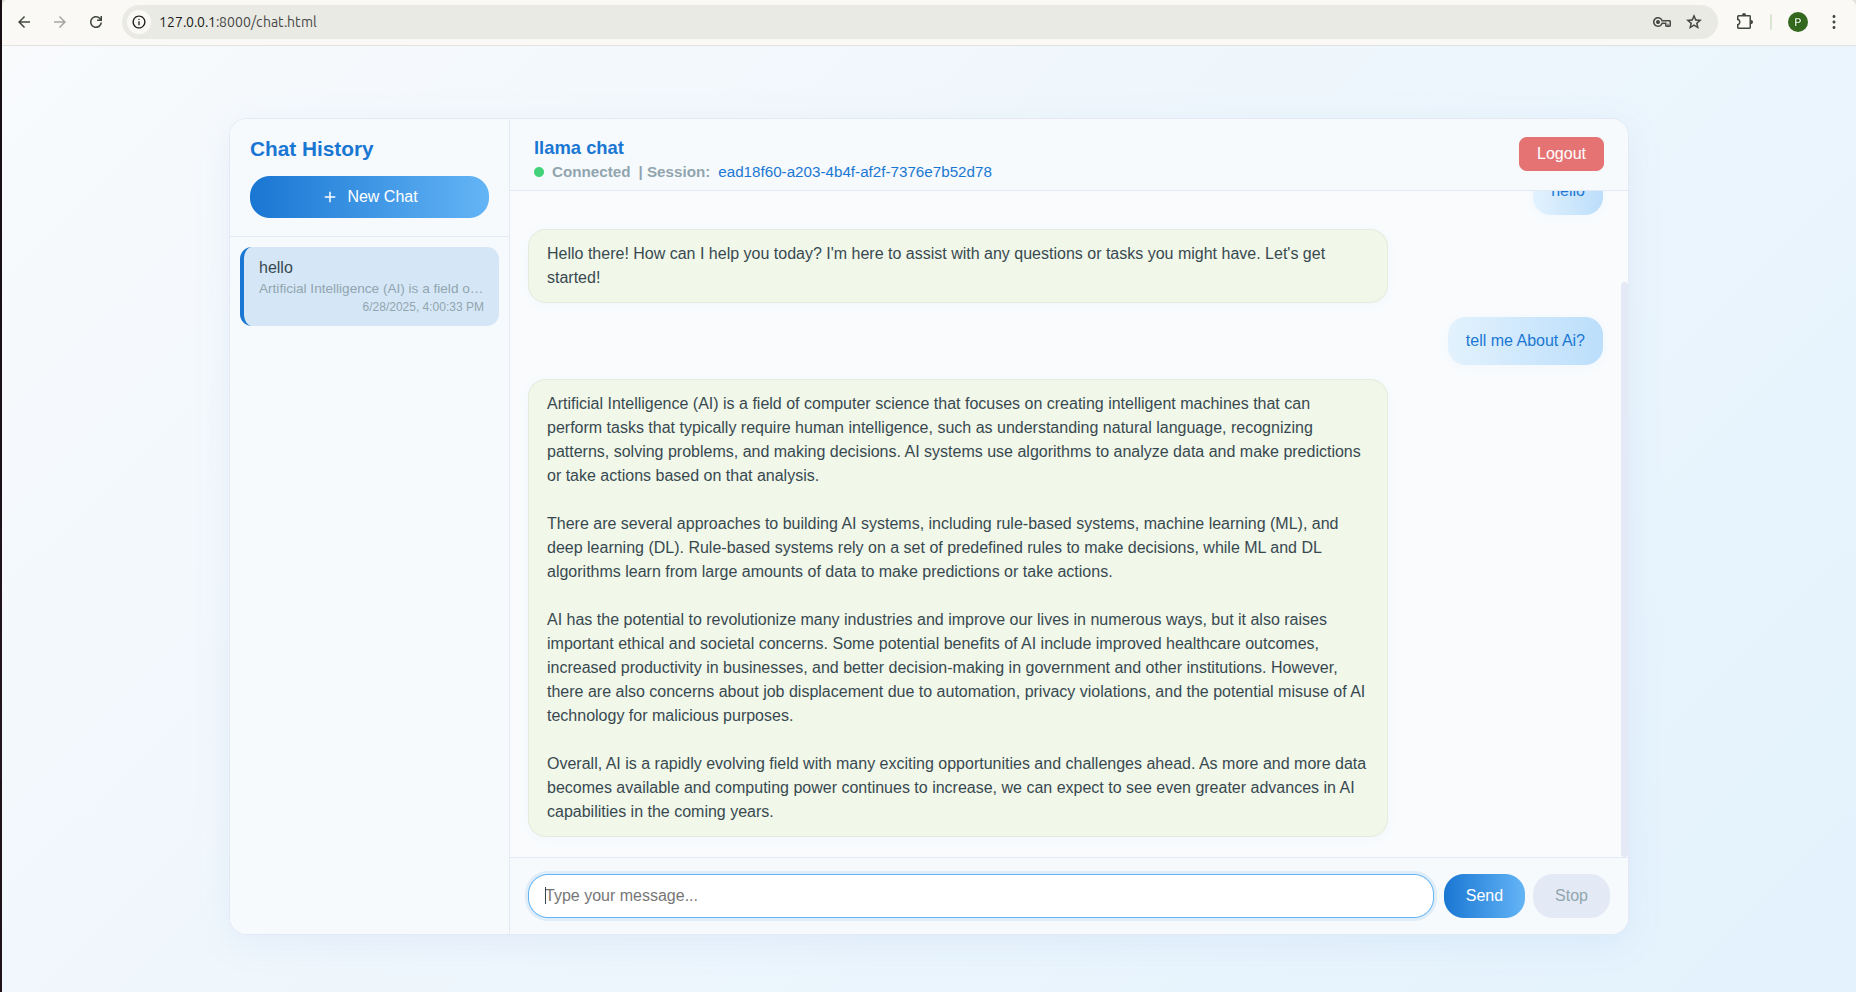 127.0.0.1:8000/chat.html
P
Chat History
+ New Chat
hello
Artificial Intelligence (AI) is a field o...
6/28/2025, 4:00:33 PM
llama chat
Connected | Session: ead18f60-a203-4b4f-af2f-7376e7b52d78
Logout
hello
Hello there! How can I help you today? I'm here to assist with any questions or tasks you might have. Let's get
started!
tell me About Ai?
Artificial Intelligence (AI) is a field of computer science that focuses on creating intelligent machines that can
perform tasks that typically require human intelligence, such as understanding natural language, recognizing
patterns, solving problems, and making decisions. AI systems use algorithms to analyze data and make predictions
or take actions based on that analysis.
There are several approaches to building AI systems, including rule-based systems, machine learning (ML), and
deep learning (DL). Rule-based systems rely on a set of predefined rules to make decisions, while ML and DL
algorithms learn from large amounts of data to make predictions or take actions.
AI has the potential to revolutionize many industries and improve our lives in numerous ways, but it also raises
important ethical and societal concerns. Some potential benefits of AI include improved healthcare outcomes,
increased productivity in businesses, and better decision-making in government and other institutions. However,
there are also concerns about job displacement due to automation, privacy violations, and the potential misuse of AI
technology for malicious purposes.
Overall, AI is a rapidly evolving field with many exciting opportunities and challenges ahead. As more and more data
becomes available and computing power continues to increase, we can expect to see even greater advances in AI
capabilities in the coming years.
Type your message...
Send
Stop